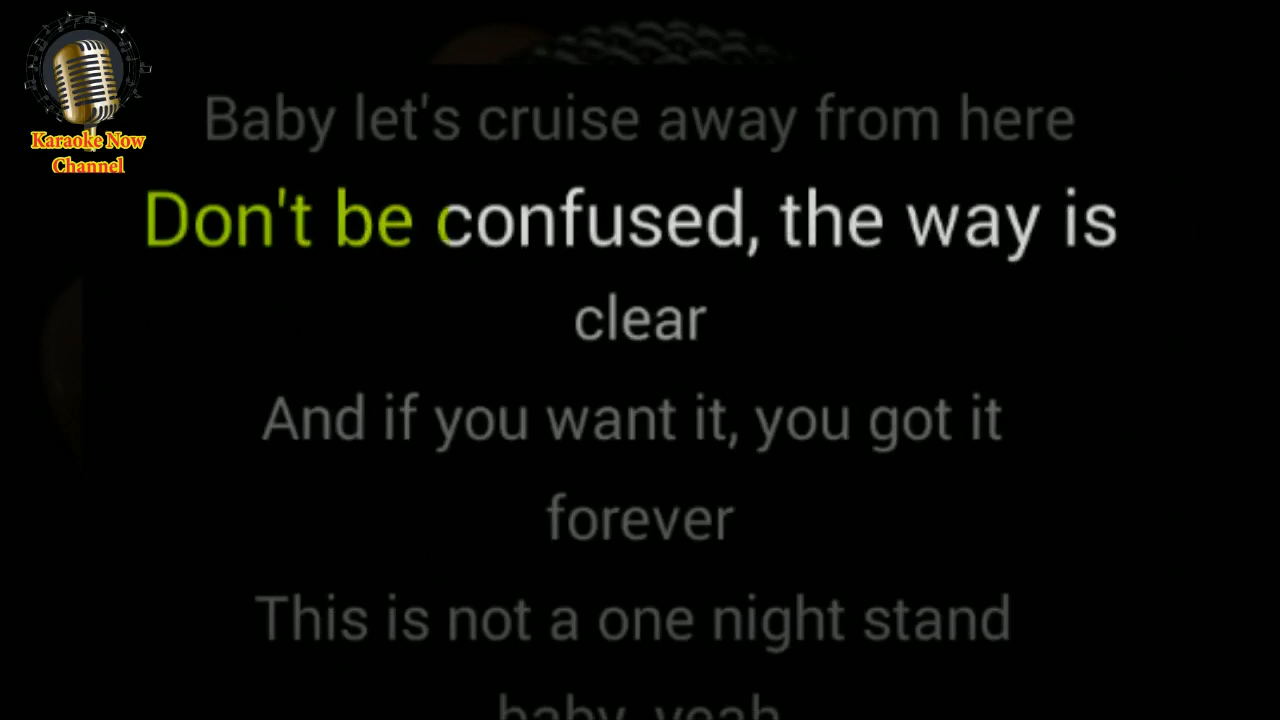 Karaoke Now
Channel
Baby let's cruise away from here
Don't be confused, the way is
clear
And if you want it, you got it
forever
This is not a one night stand
baby, yeah